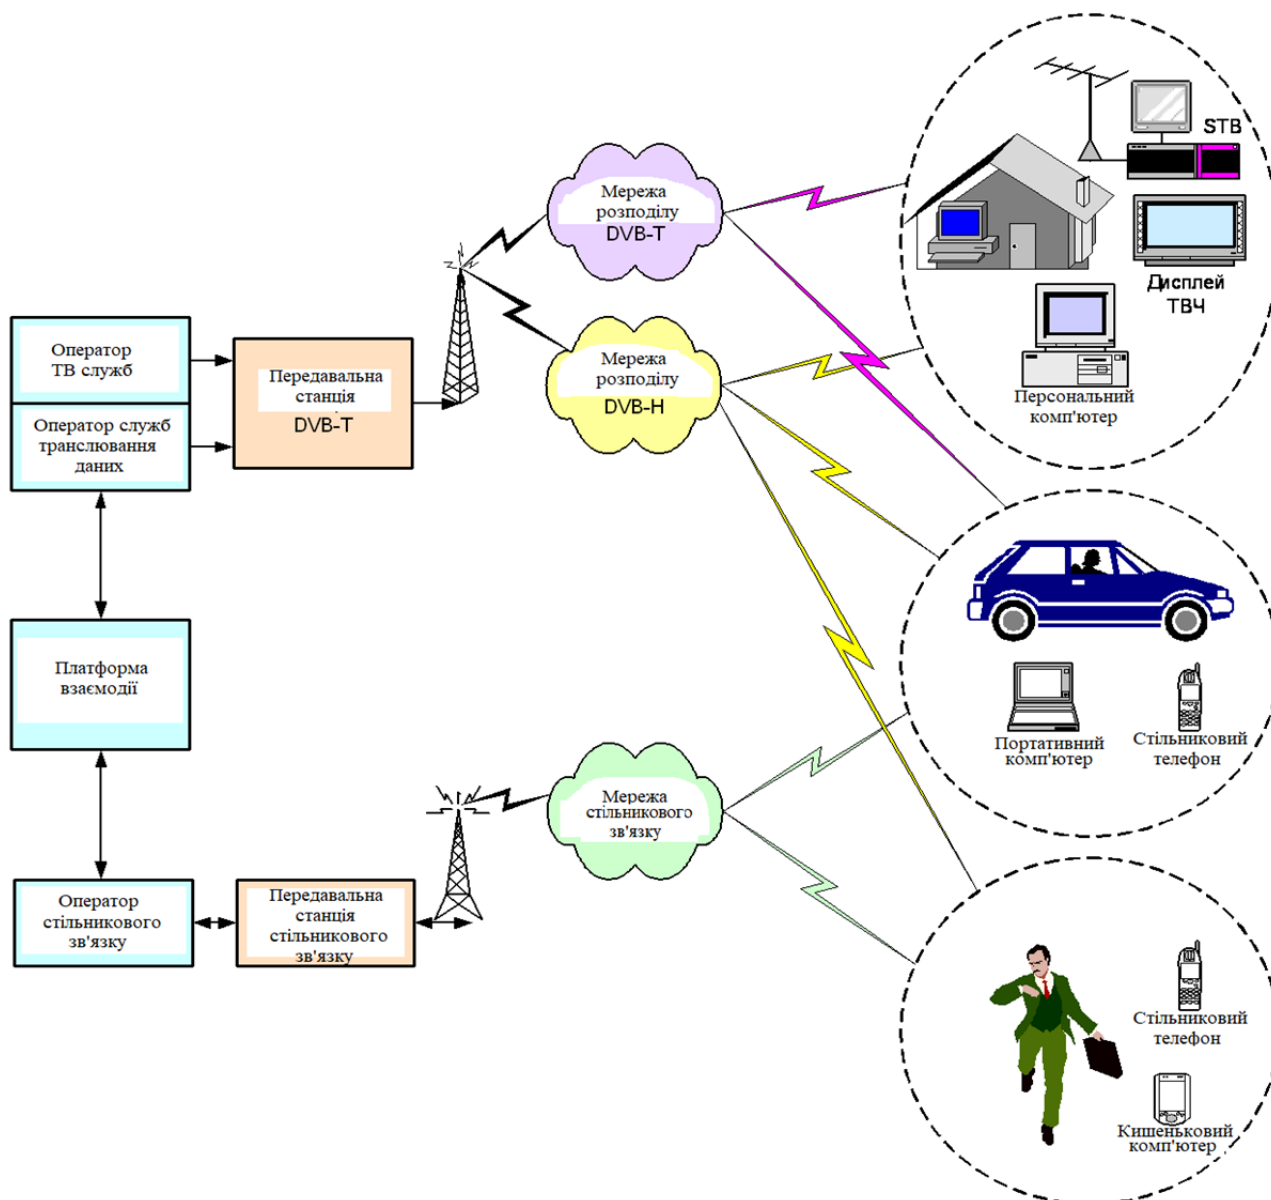 Мережа
розподілу
DVB-T
STB
Дисплей
ТВЧ
Оператор
ТВ служб
Передавальна
станція
DVB-T
Мережа
розподілу
DVB-H
Персональний
комп'ютер
Оператор служб
транслювання
даних
Платформа
взаємодії
Портативний
комп'ютер
Стільниковий
телефон
Мережа
стільникового
зв'язку
Оператор
стільникового
зв'язку
Передавальна
станція
стільникового
зв'язку
Стільниковий
телефон
Кишеньковий
комп'ютер